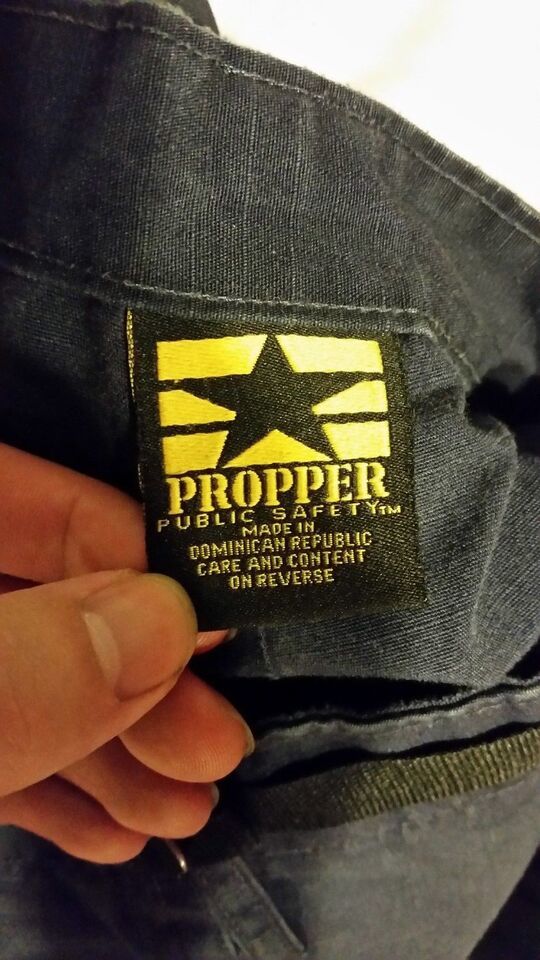 PROPPER
PUBLIC SAFETY™
MADE IN
DOMINICAN REPUBLIC
CARE AND CONTENT
ON REVERSE